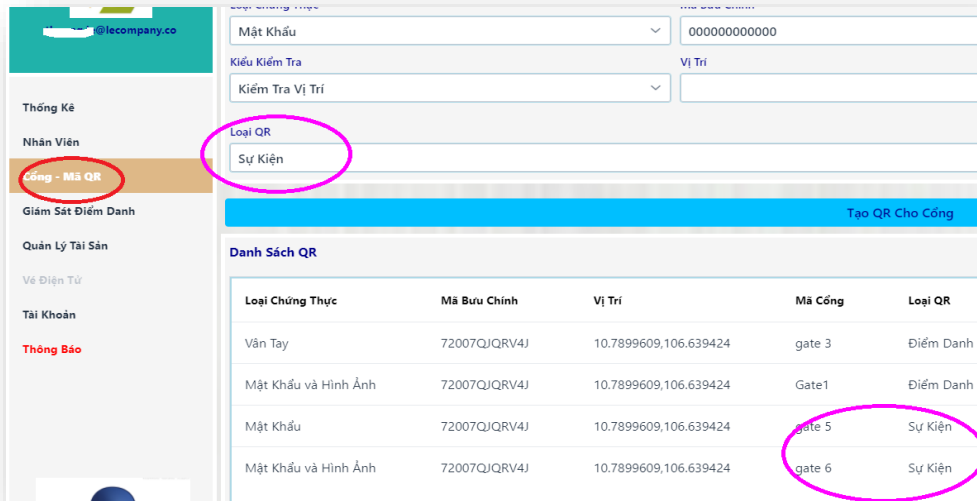 @lecompany.co
Thống Kê
Nhân Viên
Cổng - Mã QR
Giám Sát Điểm Danh
Quản Lý Tài Sản
Vé Điện Tử
Tài Khoản
Thông Báo
Mật Khẩu
000000000000
Kiểu Kiểm Tra
Vị Trí
Kiểm Tra Vị Trí
Loại QR
Sự Kiện
Tạo QR Cho Cổng
Danh Sách QR
Loại Chứng Thực Mã Bưu Chính Vị Trí Mã Cổng Loại QR
Vân Tay 72007QJQRV4J 10.7899609,106.639424 gate 3 Điểm Danh
Mật Khẩu và Hình Ảnh 72007QJQRV4J 10.7899609,106.639424 Gate1 Điểm Danh
Mật Khẩu 72007QJQRV4J 10.7899609,106.639424 gate 5 Sự Kiện
Mật Khẩu và Hình Ảnh 72007QJQRV4J 10.7899609,106.639424 gate 6 Sự Kiện